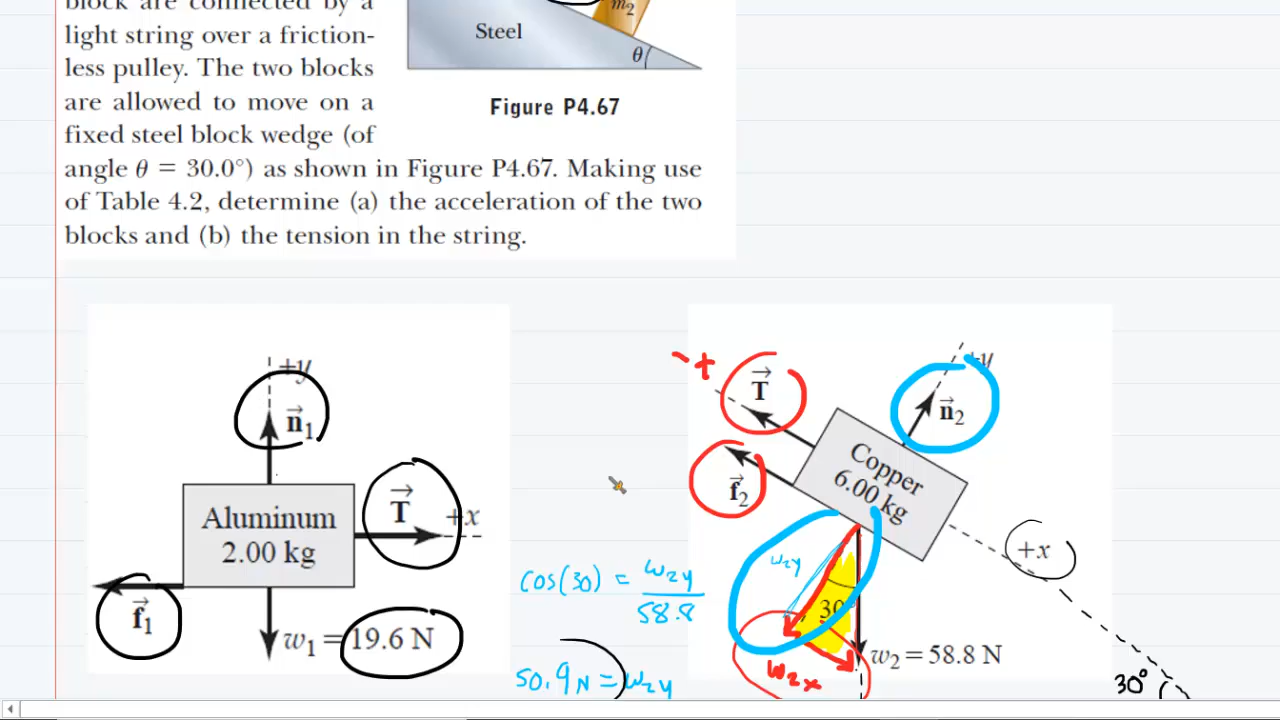 block are connected by a
light string over a friction-
less pulley. The two blocks
are allowed to move on a
fixed steel block wedge (of
angle θ = 30.0°) as shown in Figure P4.67. Making use
of Table 4.2, determine (a) the acceleration of the two
blocks and (b) the tension in the string.
m₂
Steel
θ
Figure P4.67
+y
n⃗₁
T⃗
+x
Aluminum
2.00 kg
f⃗₁
w₁ = 19.6 N
-+
T⃗
+y
n⃗₂
f⃗₂
Copper
6.00 kg
+x
w₂y
30°
w₂ = 58.8 N
w₂x
30°
cos(30) = w₂y / 58.8
50.9N = w₂y